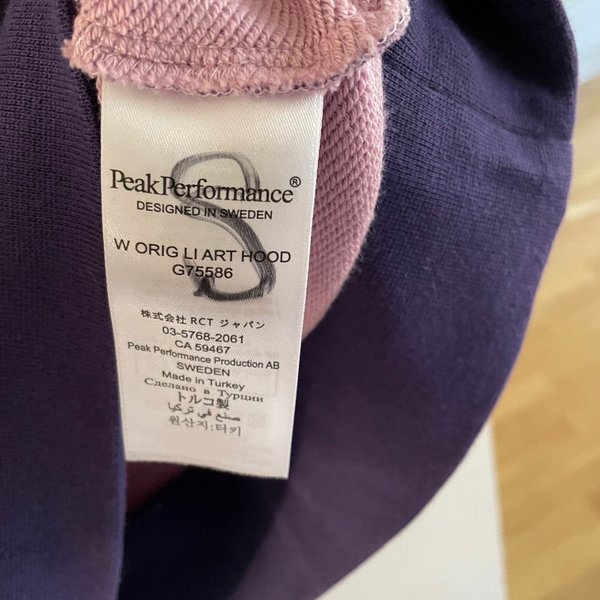 PeakPerformance®
DESIGNED IN SWEDEN
S
W ORIG LI ART HOOD
G75586
株式会社 RCT ジャパン
03-5768-2061
CA 59467
Peak Performance Production AB
SWEDEN
Made in Turkey
Сделано в Турции
トルコ製
صنع في تركيا
원산지:터키